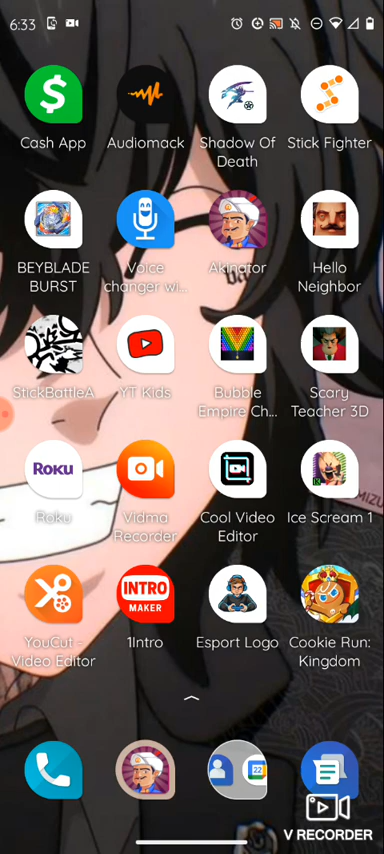 6:33
Cash App
Audiomack
Shadow Of
Death
Stick Fighter
BEYBLADE
BURST
Voice
changer wi...
Akinator
Hello
Neighbor
StickBattleA
YT Kids
Bubble
Empire Ch...
Scary
Teacher 3D
ROKU
Roku
Vidma
Recorder
Cool Video
Editor
Ice Scream 1
INTRO
MAKER
YouCut -
Video Editor
1Intro
Esport Logo
Cookie Run:
Kingdom
22
V RECORDER